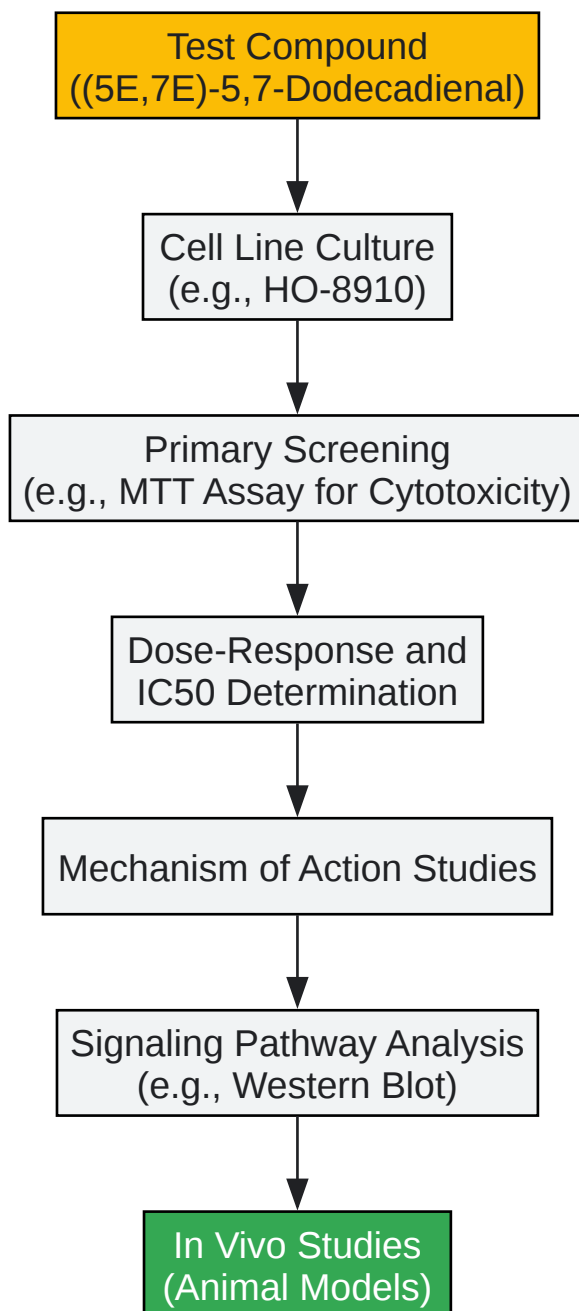 Test Compound
((5E,7E)-5,7-Dodecadienal)
Cell Line Culture
(e.g., HO-8910)
Primary Screening
(e.g., MTT Assay for Cytotoxicity)
Dose-Response and
IC50 Determination
Mechanism of Action Studies
Signaling Pathway Analysis
(e.g., Western Blot)
In Vivo Studies
(Animal Models)